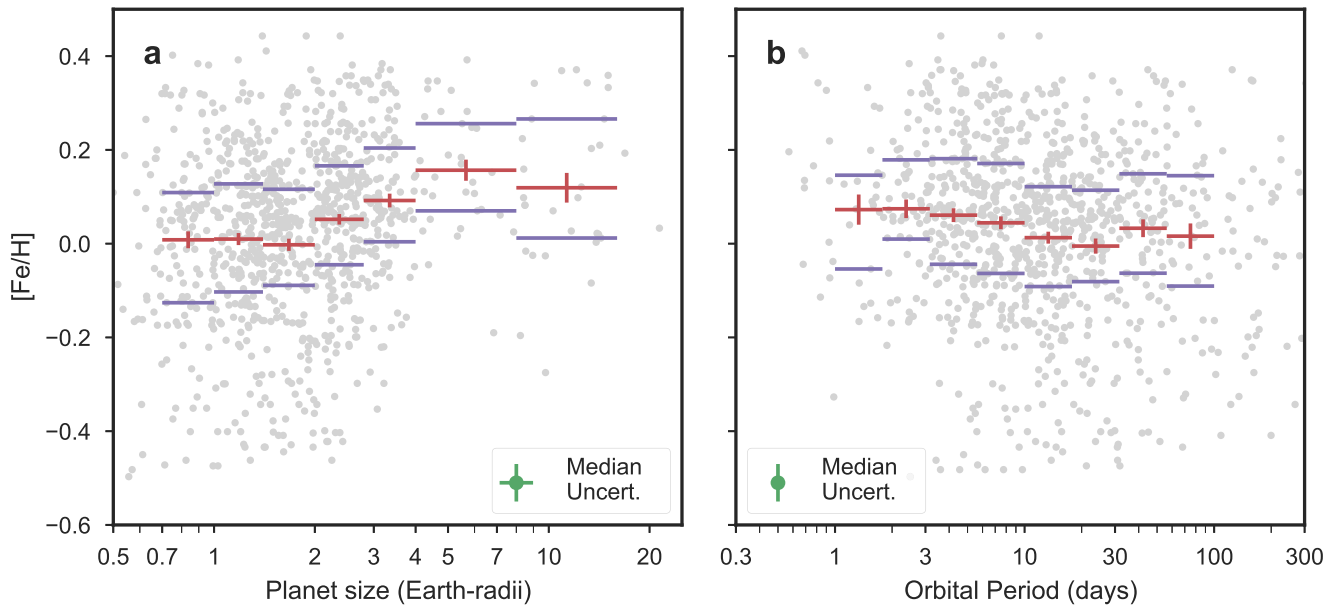 a
b
0.4
0.2
0.0
−0.2
−0.4
−0.6
[Fe/H]
Median
Uncert.
Median
Uncert.
0.5 0.7 1 2 3 4 5 7 10 20
0.3 1 3 10 30 100 300
Planet size (Earth-radii)
Orbital Period (days)